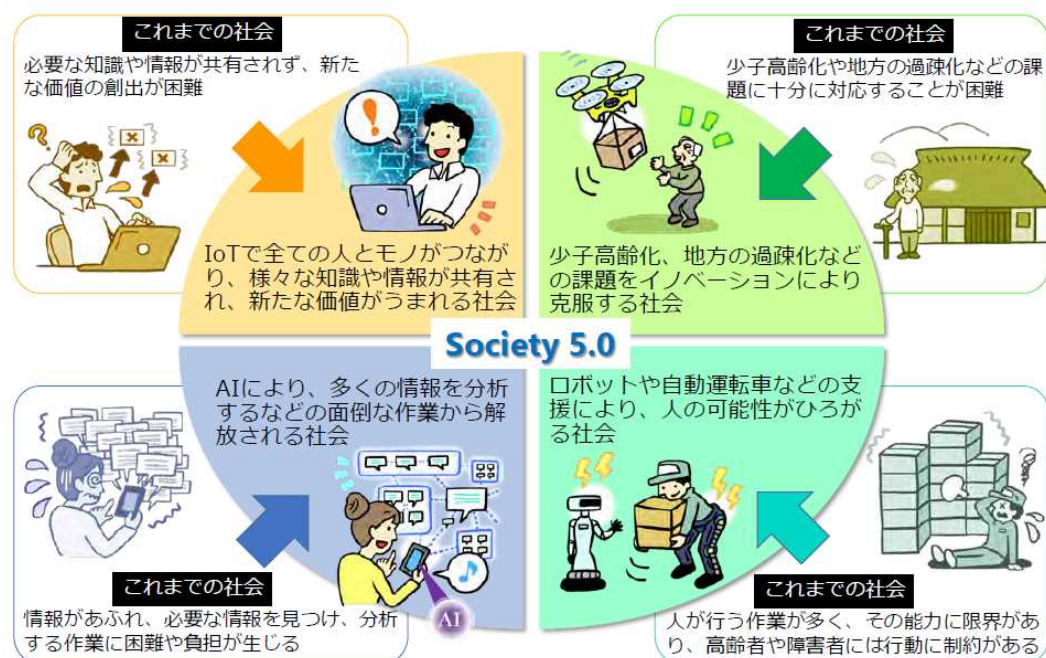 これまでの社会
必要な知識や情報が共有されず、新た
な価値の創出が困難
IoTで全ての人とモノがつなが
り、様々な知識や情報が共有さ
れ、新たな価値がうまれる社会
これまでの社会
少子高齢化や地方の過疎化などの課
題に十分に対応することが困難
少子高齢化、地方の過疎化など
の課題をイノベーションにより
克服する社会
Society 5.0
AIにより、多くの情報を分析
するなどの面倒な作業から解
放される社会
AI
これまでの社会
情報があふれ、必要な情報を見つけ、分析
する作業に困難や負担が生じる
ロボットや自動運転車などの支
援により、人の可能性がひろが
る社会
これまでの社会
人が行う作業が多く、その能力に限界があ
り、高齢者や障害者には行動に制約がある